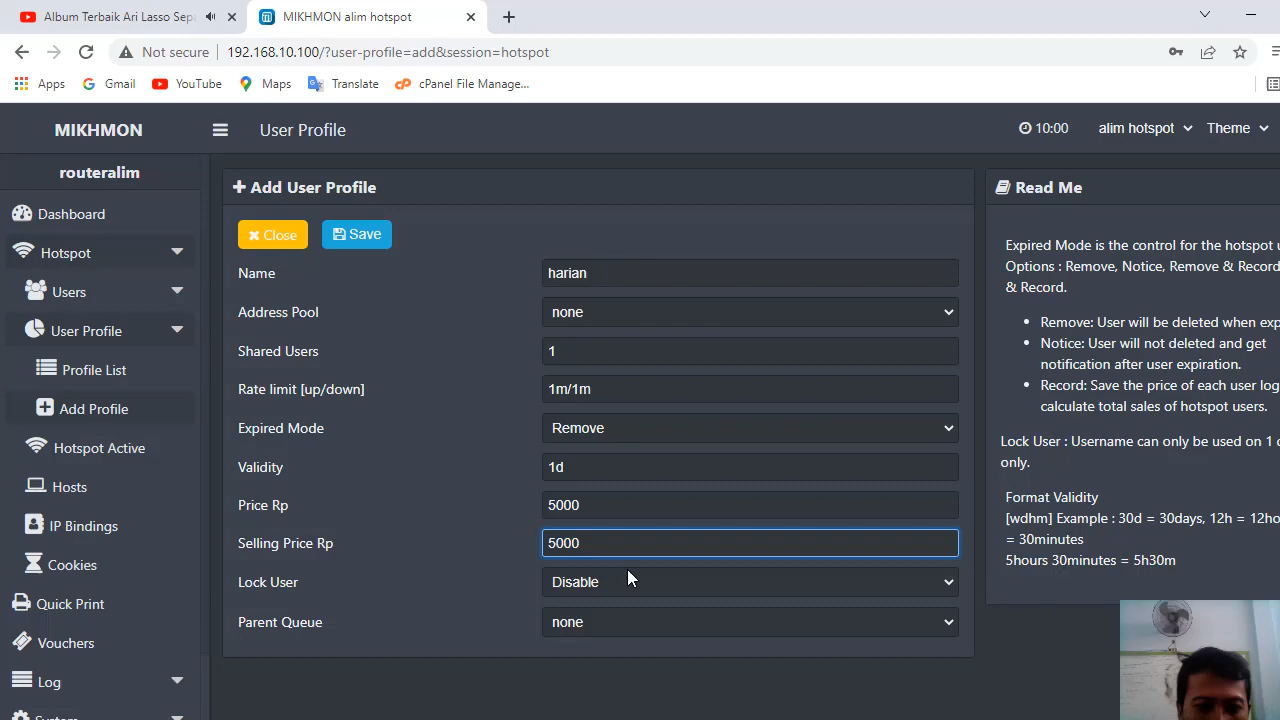 Album Terbaik Ari Lasso Sepa
MIKHMON alim hotspot
Not secure
192.168.10.100/?user-profile=add&session=hotspot
Apps
Gmail
YouTube
Maps
Translate
cPanel File Manage...
MIKHMON
User Profile
10:00
alim hotspot
Theme
routeralim
Dashboard
Hotspot
Users
User Profile
Profile List
Add Profile
Hotspot Active
Hosts
IP Bindings
Cookies
Quick Print
Vouchers
Log
System
Add User Profile
Close
Save
Name
harian
Address Pool
none
Shared Users
1
Rate limit [up/down]
1m/1m
Expired Mode
Remove
Validity
1d
Price Rp
5000
Selling Price Rp
5000
Lock User
Disable
Parent Queue
none
Read Me
Expired Mode is the control for the hotspot u
Options : Remove, Notice, Remove & Record
& Record.
Remove: User will be deleted when exp
Notice: User will not deleted and get
notification after user expiration.
Record: Save the price of each user log
calculate total sales of hotspot users.
Lock User : Username can only be used on 1 d
only.
Format Validity
[wdhm] Example : 30d = 30days, 12h = 12ho
= 30minutes
5hours 30minutes = 5h30m